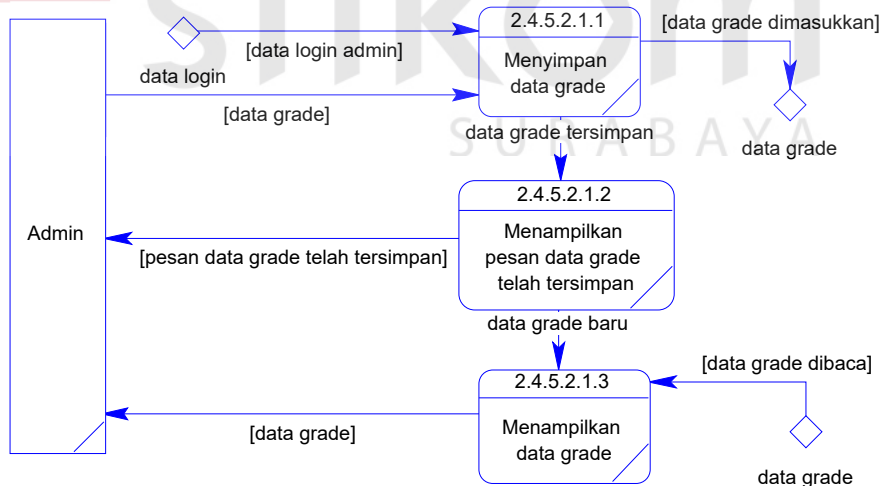 stikom
SURABAYA
2.4.5.2.1.1
Menyimpan
data grade
[data login admin]
data login
[data grade]
[data grade dimasukkan]
data grade
data grade tersimpan
2.4.5.2.1.2
Menampilkan
pesan data grade
telah tersimpan
Admin
[pesan data grade telah tersimpan]
data grade baru
2.4.5.2.1.3
Menampilkan
data grade
[data grade dibaca]
data grade
[data grade]